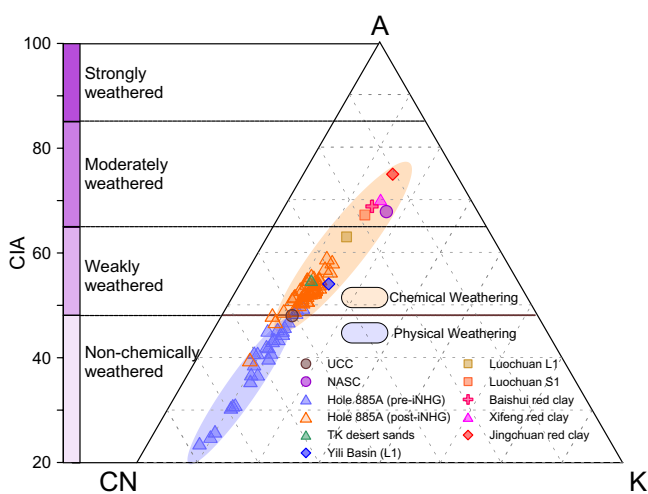 A
100
Strongly
weathered
80
Moderately
weathered
CIA
60
Weakly
weathered
Chemical Weathering
Physical Weathering
40
Non-chemically
weathered
UCC
NASC
Hole 885A (pre-iNHG)
Hole 885A (post-iNHG)
TK desert sands
Yili Basin (L1)
Luochuan L1
Luochuan S1
Baishui red clay
Xifeng red clay
Jingchuan red clay
20
CN
K